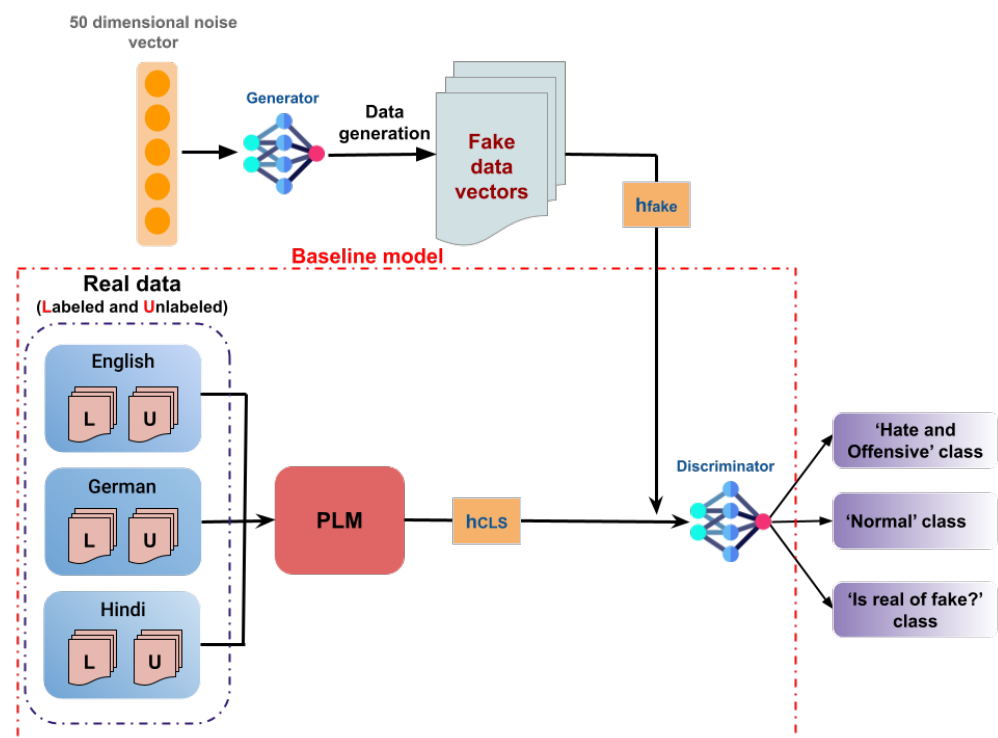 50 dimensional noise
vector
Generator
Data
generation
Fake
data
vectors
hfake
Baseline model
Real data
(Labeled and Unlabeled)
English
L U
German
L U
Hindi
L U
PLM
hCLS
Discriminator
‘Hate and
Offensive’ class
‘Normal’ class
‘Is real of fake?’
class